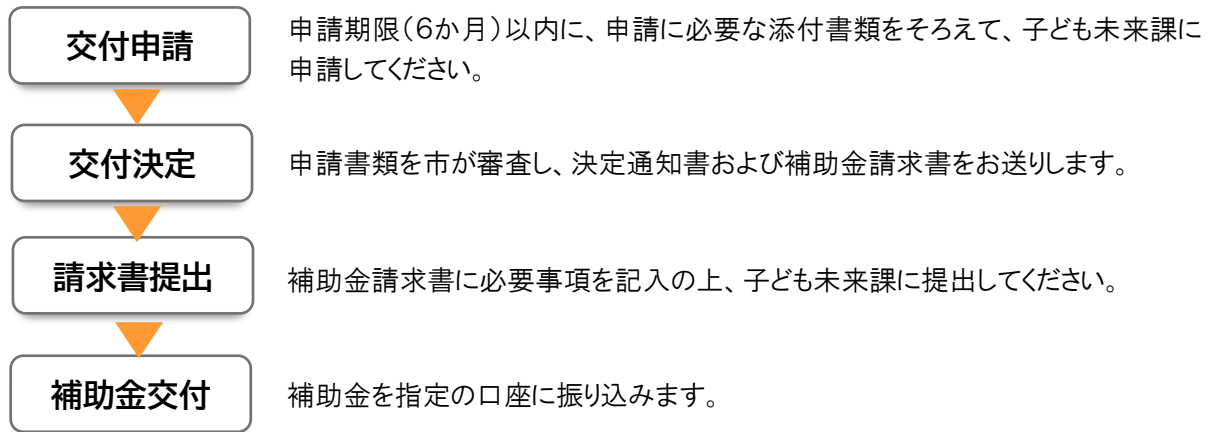 交付申請
申請期限（６か月）以内に、申請に必要な添付書類をそろえて、子ども未来課に
申請してください。
交付決定
申請書類を市が審査し、決定通知書および補助金請求書をお送りします。
請求書提出
補助金請求書に必要事項を記入の上、子ども未来課に提出してください。
補助金交付
補助金を指定の口座に振り込みます。